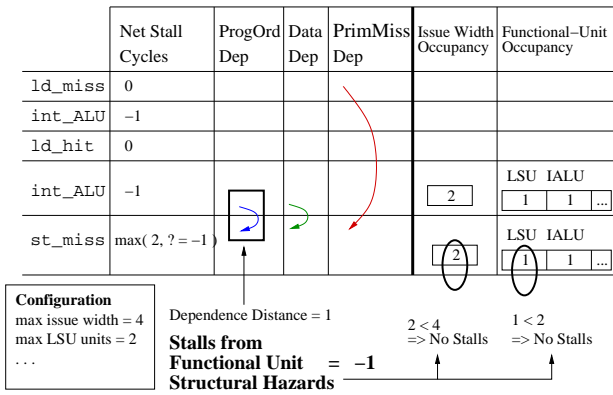 Net Stall Cycles
ProgOrd Dep
Data Dep
PrimMiss Dep
Issue Width Occupancy
Functional-Unit Occupancy
ld_miss 0
int_ALU -1
ld_hit 0
int_ALU -1
2
LSU IALU
1 1 ...
st_miss max( 2, ? = -1 )
2
LSU IALU
1 1 ...
Configuration
max issue width = 4
max LSU units = 2
. . .
Dependence Distance = 1
Stalls from
Functional Unit = -1
Structural Hazards
2 < 4
=> No Stalls
1 < 2
=> No Stalls